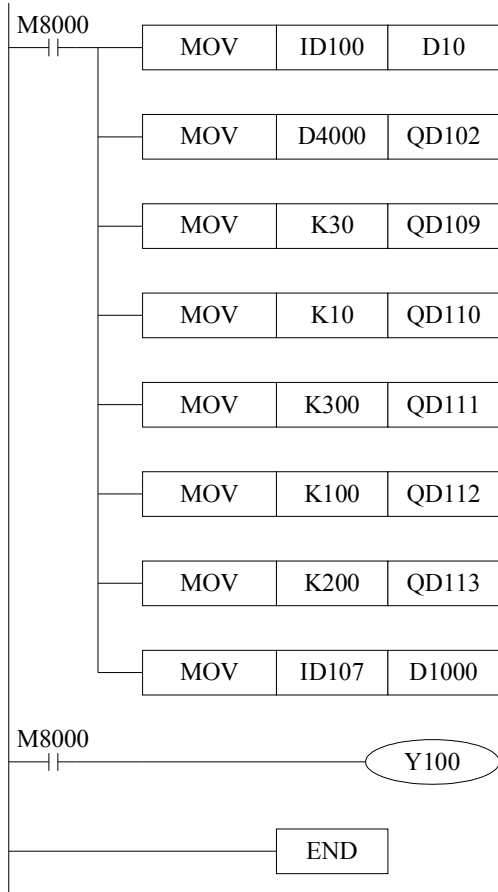 M8000
MOV ID100 D10
MOV D4000 QD102
MOV K30 QD109
MOV K10 QD110
MOV K300 QD111
MOV K100 QD112
MOV K200 QD113
MOV ID107 D1000
M8000
Y100
END